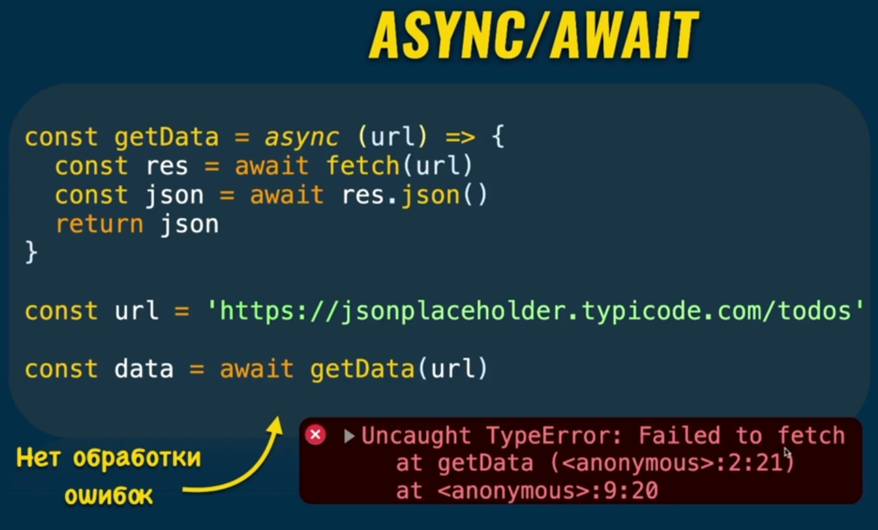 ASYNC/AWAIT
const getData = async (url) => {
  const res = await fetch(url)
  const json = await res.json()
  return json
}
const url = 'https://jsonplaceholder.typicode.com/todos'
const data = await getData(url)
Нет обработки
ошибок
Uncaught TypeError: Failed to fetch
at getData (<anonymous>:2:21)
at <anonymous>:9:20